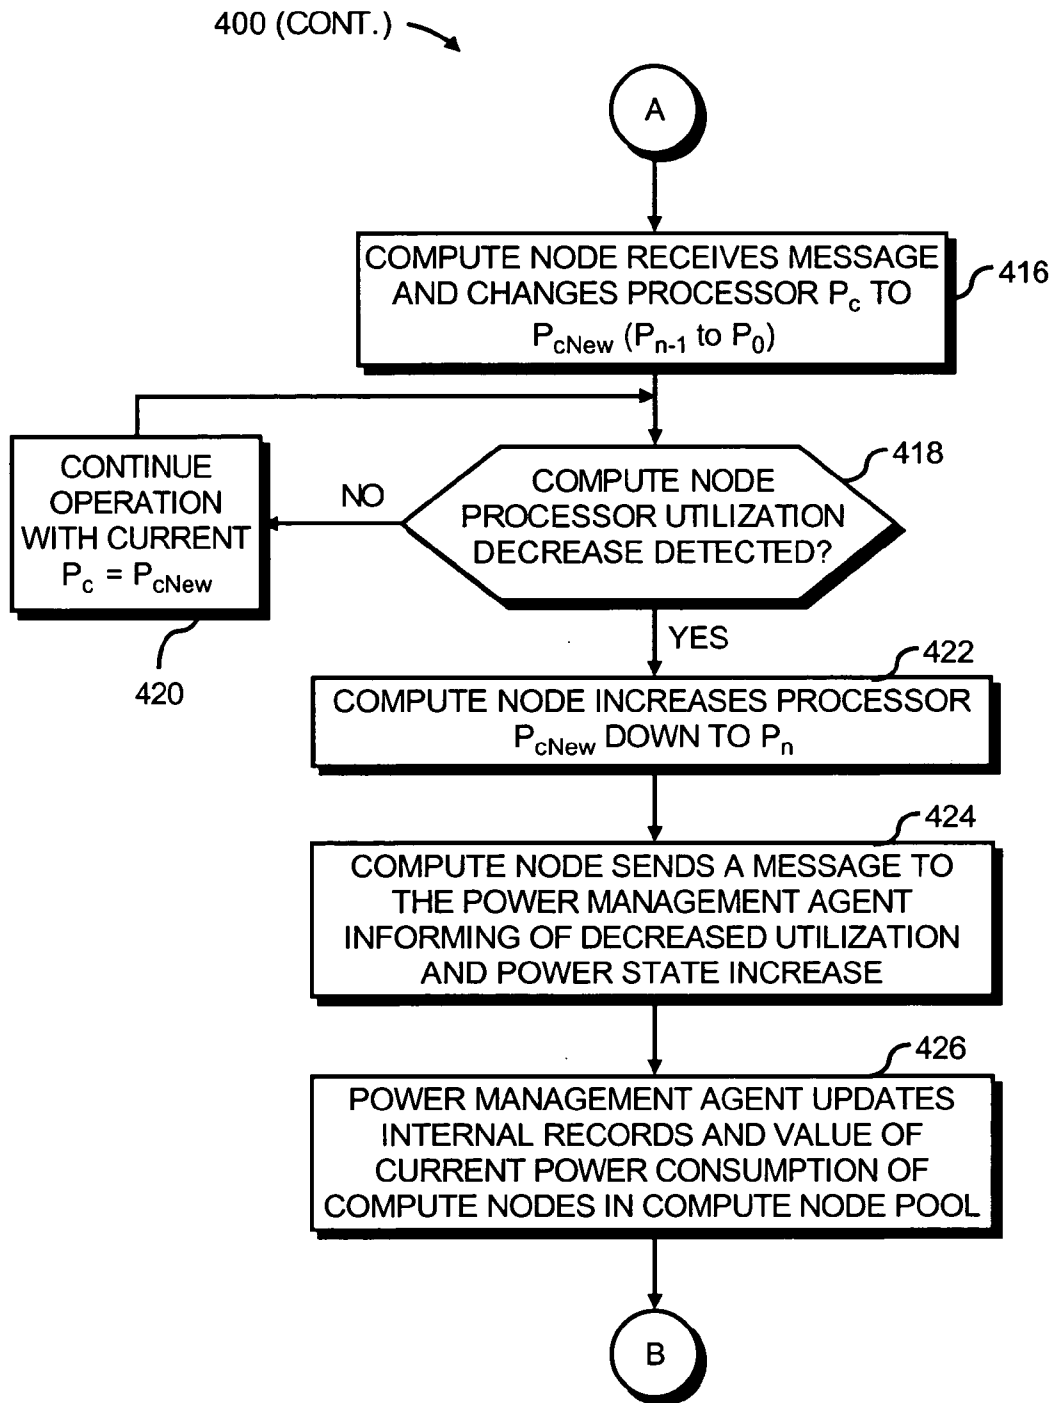 400 (CONT.)
A
COMPUTE NODE RECEIVES MESSAGE
AND CHANGES PROCESSOR Pc TO
PcNew (Pn-1 to P0)
416
CONTINUE
OPERATION
WITH CURRENT
Pc = PcNew
420
NO
COMPUTE NODE
PROCESSOR UTILIZATION
DECREASE DETECTED?
418
YES
422
COMPUTE NODE INCREASES PROCESSOR
PcNew DOWN TO Pn
424
COMPUTE NODE SENDS A MESSAGE TO
THE POWER MANAGEMENT AGENT
INFORMING OF DECREASED UTILIZATION
AND POWER STATE INCREASE
426
POWER MANAGEMENT AGENT UPDATES
INTERNAL RECORDS AND VALUE OF
CURRENT POWER CONSUMPTION OF
COMPUTE NODES IN COMPUTE NODE POOL
B